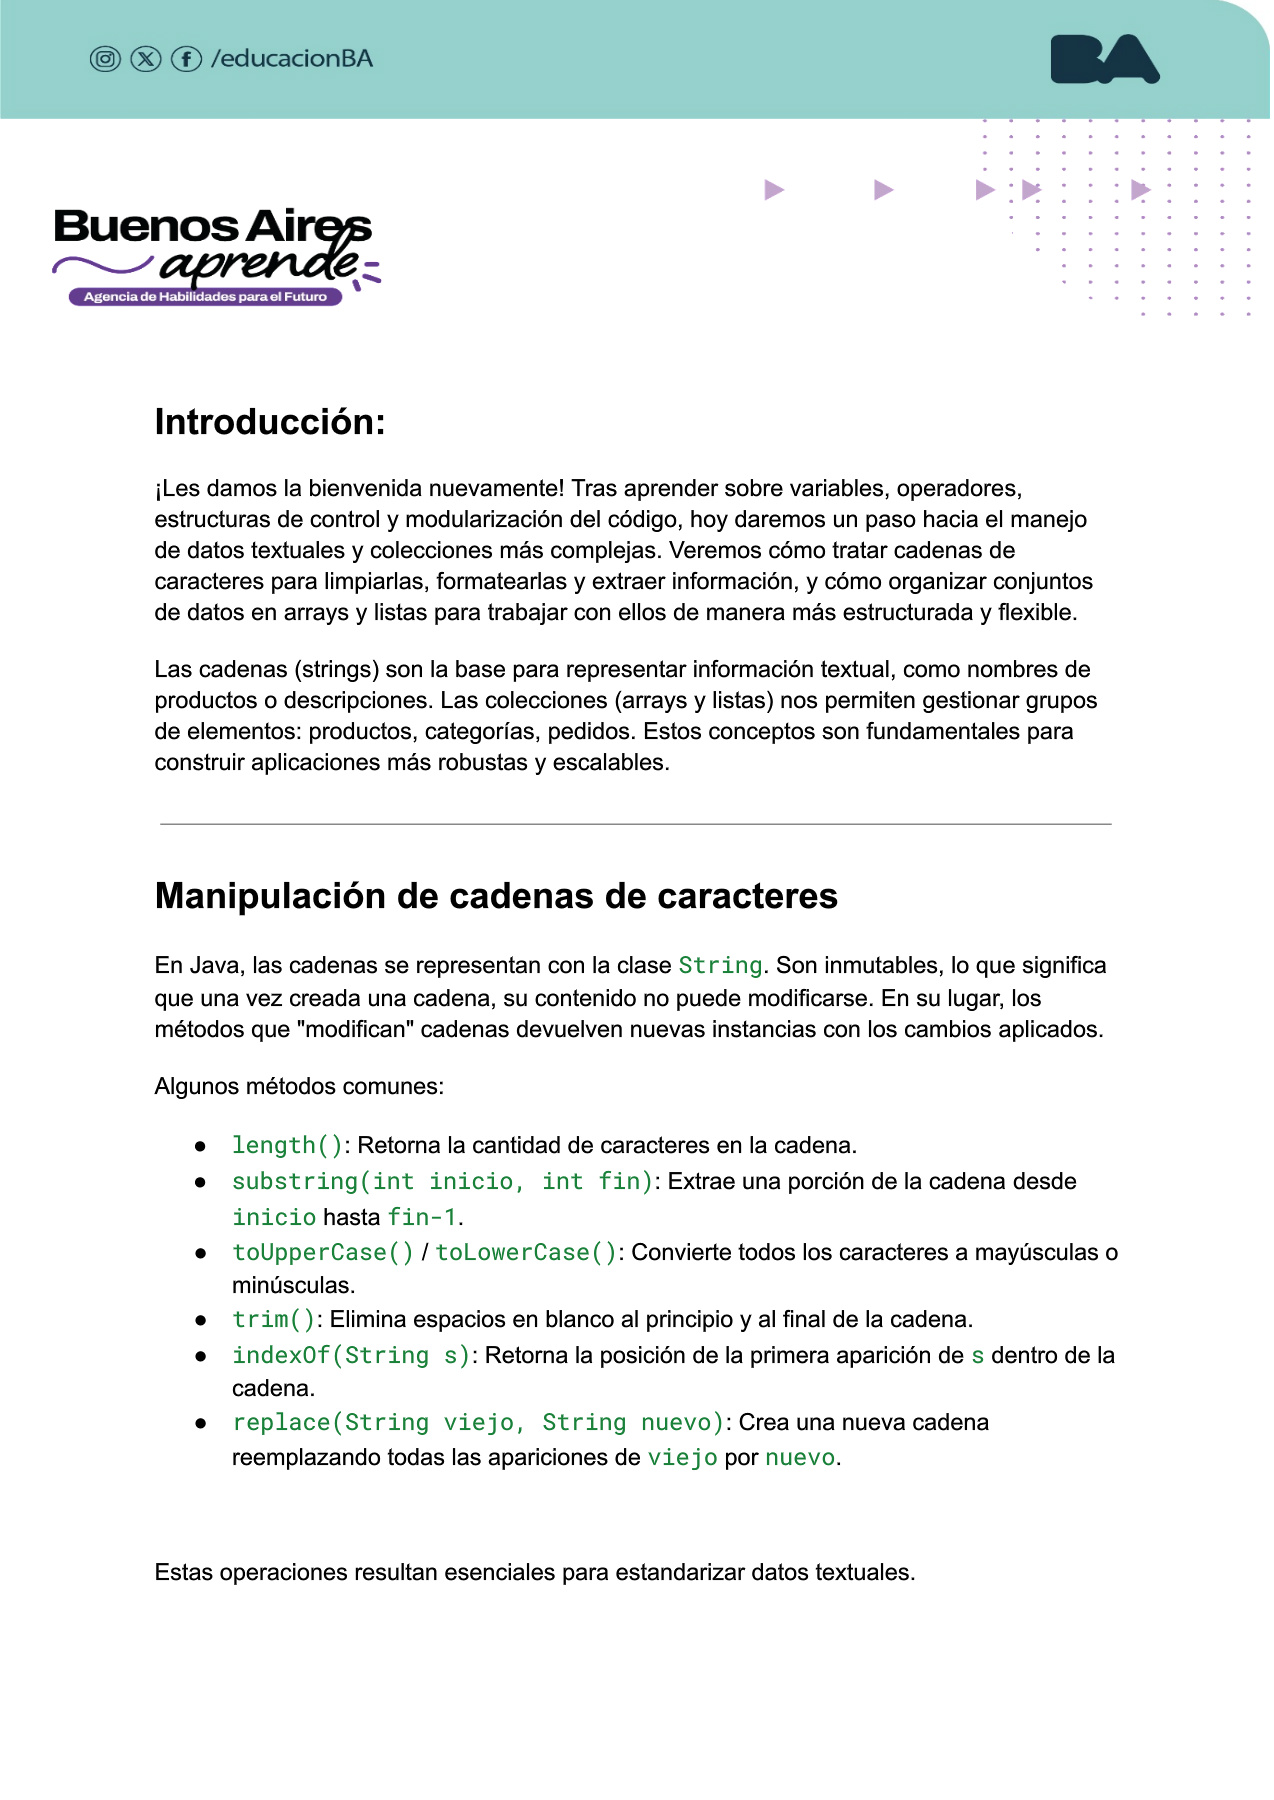 /educacionBA
BA
Buenos Aires
aprende
Agencia de Habilidades para el Futuro
Introducción:
¡Les damos la bienvenida nuevamente! Tras aprender sobre variables, operadores,
estructuras de control y modularización del código, hoy daremos un paso hacia el manejo
de datos textuales y colecciones más complejas. Veremos cómo tratar cadenas de
caracteres para limpiarlas, formatearlas y extraer información, y cómo organizar conjuntos
de datos en arrays y listas para trabajar con ellos de manera más estructurada y flexible.
Las cadenas (strings) son la base para representar información textual, como nombres de
productos o descripciones. Las colecciones (arrays y listas) nos permiten gestionar grupos
de elementos: productos, categorías, pedidos. Estos conceptos son fundamentales para
construir aplicaciones más robustas y escalables.
Manipulación de cadenas de caracteres
En Java, las cadenas se representan con la clase String. Son inmutables, lo que significa
que una vez creada una cadena, su contenido no puede modificarse. En su lugar, los
métodos que "modifican" cadenas devuelven nuevas instancias con los cambios aplicados.
Algunos métodos comunes:
● length(): Retorna la cantidad de caracteres en la cadena.
● substring(int inicio, int fin): Extrae una porción de la cadena desde
inicio hasta fin-1.
● toUpperCase() / toLowerCase(): Convierte todos los caracteres a mayúsculas o
minúsculas.
● trim(): Elimina espacios en blanco al principio y al final de la cadena.
● indexOf(String s): Retorna la posición de la primera aparición de s dentro de la
cadena.
● replace(String viejo, String nuevo): Crea una nueva cadena
reemplazando todas las apariciones de viejo por nuevo.
Estas operaciones resultan esenciales para estandarizar datos textuales.